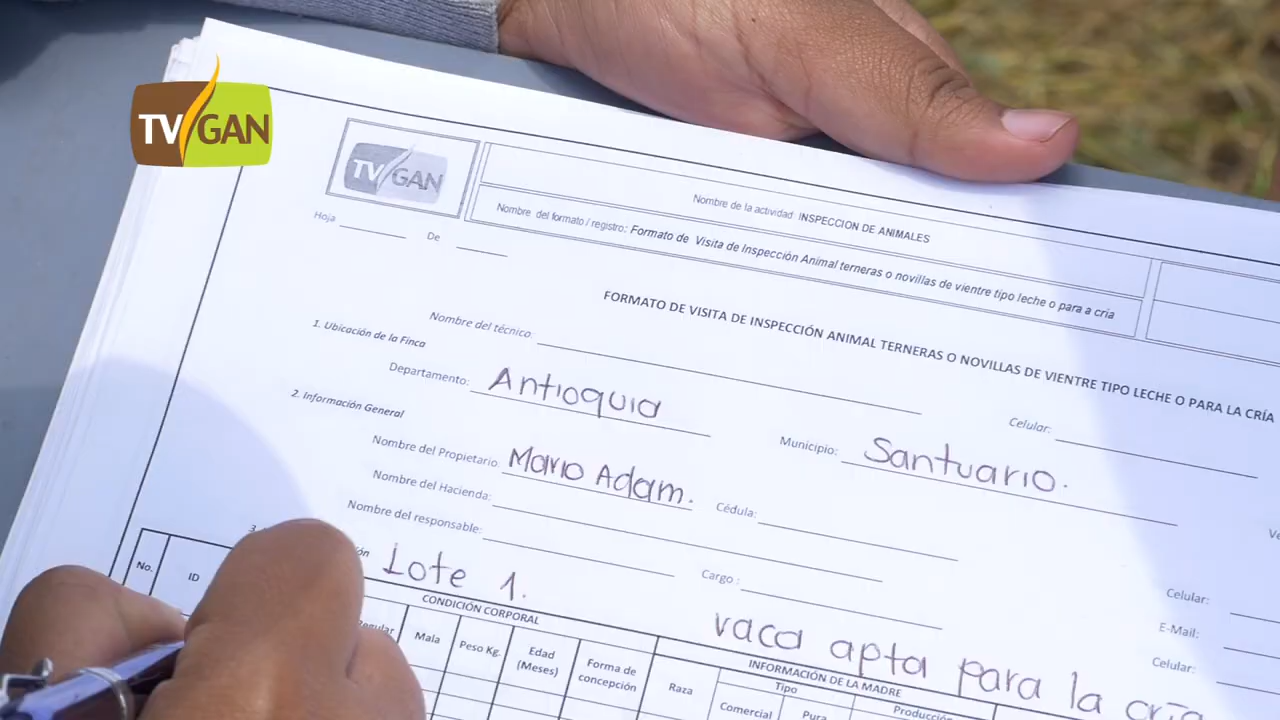 TV GAN
TV GAN
Nombre de la actividad: INSPECCION DE ANIMALES
Nombre del formato / registro: Formato de Visita de Inspección Animal terneras o novillas de vientre tipo leche o para a cria
Hoja De
FORMATO DE VISITA DE INSPECCIÓN ANIMAL TERNERAS O NOVILLAS DE VIENTRE TIPO LECHE O PARA LA CRÍA
Nombre del técnico: Celular:
1. Ubicación de la Finca
Departamento: Antioquia Municipio: Santuario.
2. Información General
Nombre del Propietario: Mario Adam. Cédula:
Nombre del Hacienda:
Nombre del responsable: Cargo : Celular:
E-Mail:
Celular:
3. Lote 1.
vaca apta para la cría
No. ID Regular Mala Peso Kg. Edad (Meses) Forma de concepción Raza
CONDICIÓN CORPORAL
INFORMACIÓN DE LA MADRE
Tipo
Comercial Pura Producción